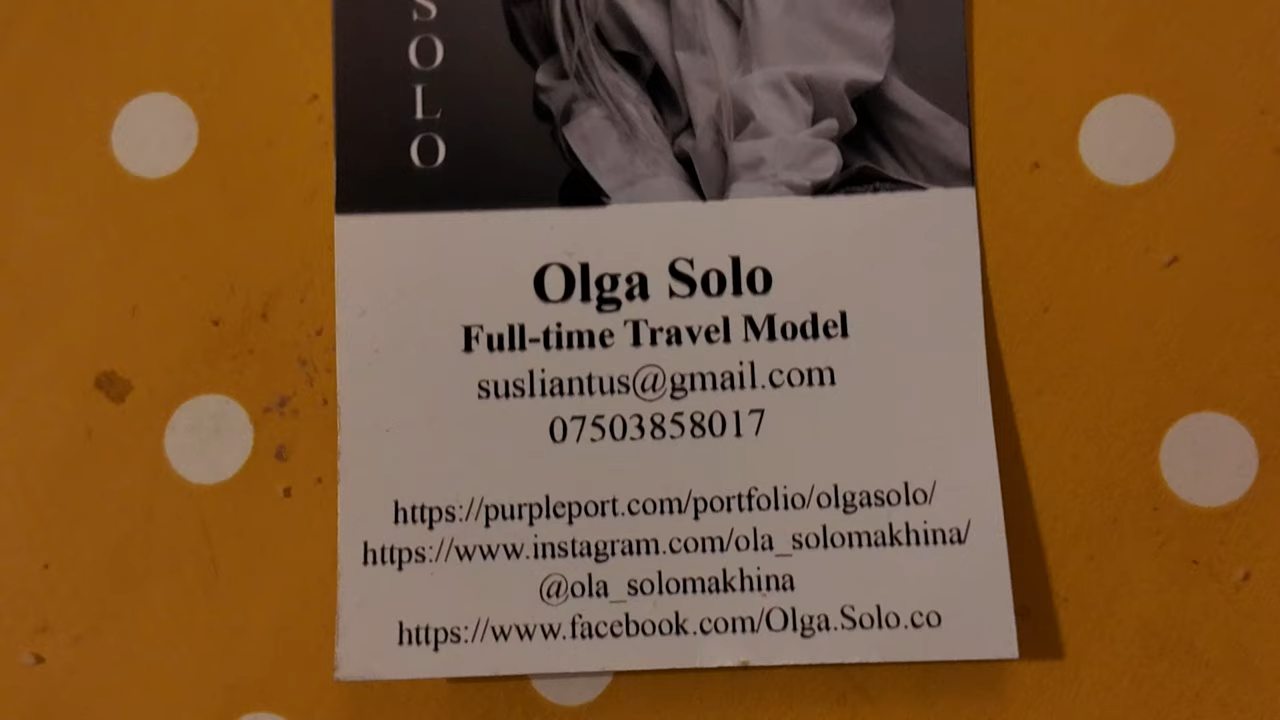 SOLO
Olga Solo
Full-time Travel Model
susliantus@gmail.com
07503858017
https://purpleport.com/portfolio/olgasolo/
https://www.instagram.com/ola_solomakhina/
@ola_solomakhina
https://www.facebook.com/Olga.Solo.co